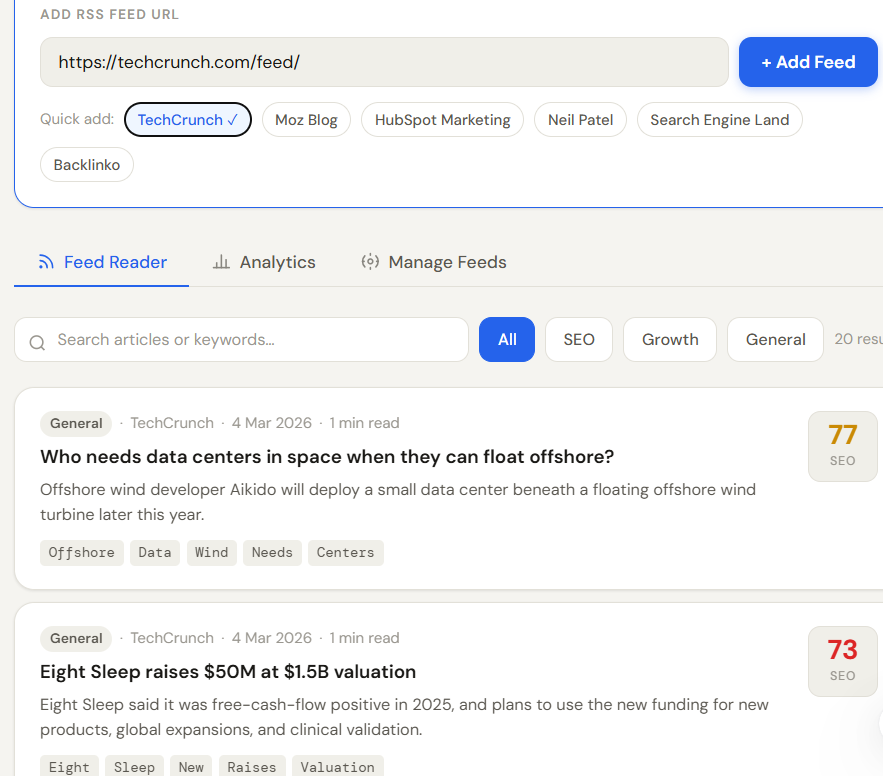 ADD RSS FEED URL
https://techcrunch.com/feed/
+ Add Feed
Quick add: TechCrunch ✓ Moz Blog HubSpot Marketing Neil Patel Search Engine Land
Backlinko
Feed Reader Analytics Manage Feeds
Search articles or keywords... All SEO Growth General 20 resu
General · TechCrunch · 4 Mar 2026 · 1 min read
77
SEO
Who needs data centers in space when they can float offshore?
Offshore wind developer Aikido will deploy a small data center beneath a floating offshore wind
turbine later this year.
Offshore Data Wind Needs Centers
General · TechCrunch · 4 Mar 2026 · 1 min read
73
SEO
Eight Sleep raises $50M at $1.5B valuation
Eight Sleep said it was free-cash-flow positive in 2025, and plans to use the new funding for new
products, global expansions, and clinical validation.
Eight Sleep New Raises Valuation